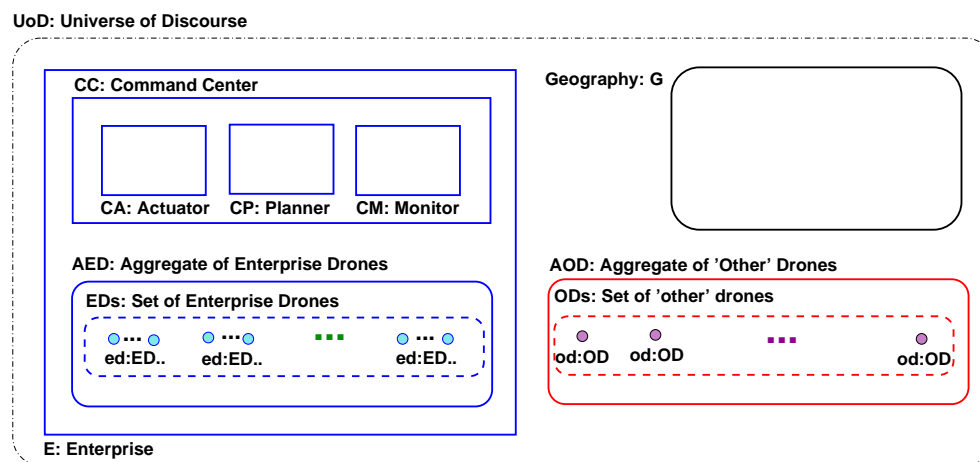 UoD: Universe of Discourse
CC: Command Center
Geography: G
CA: Actuator CP: Planner CM: Monitor
AED: Aggregate of Enterprise Drones
AOD: Aggregate of ’Other’ Drones
EDs: Set of Enterprise Drones
ODs: Set of ’other’ drones
... ... ... ...
ed:ED.. ed:ED.. ed:ED..
...
od:OD od:OD od:OD
E: Enterprise